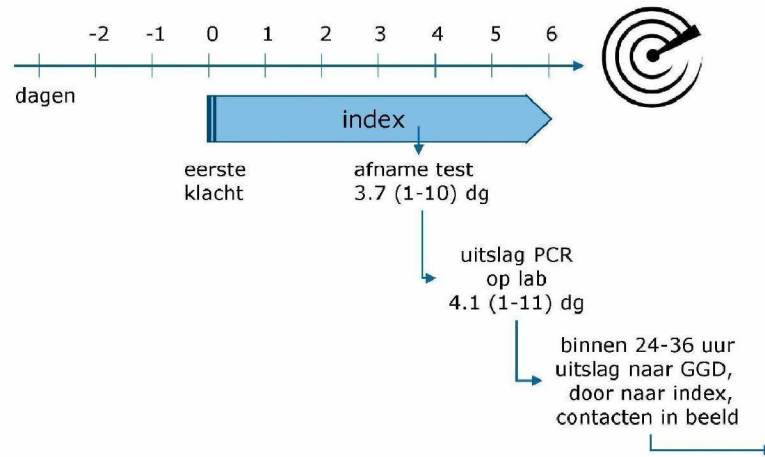 -2 -1 0 1 2 3 4 5 6
dagen
index
eerste
klacht
afname test
3.7 (1-10) dg
uitslag PCR
op lab
4.1 (1-11) dg
binnen 24-36 uur
uitslag naar GGD,
door naar index,
contacten in beeld